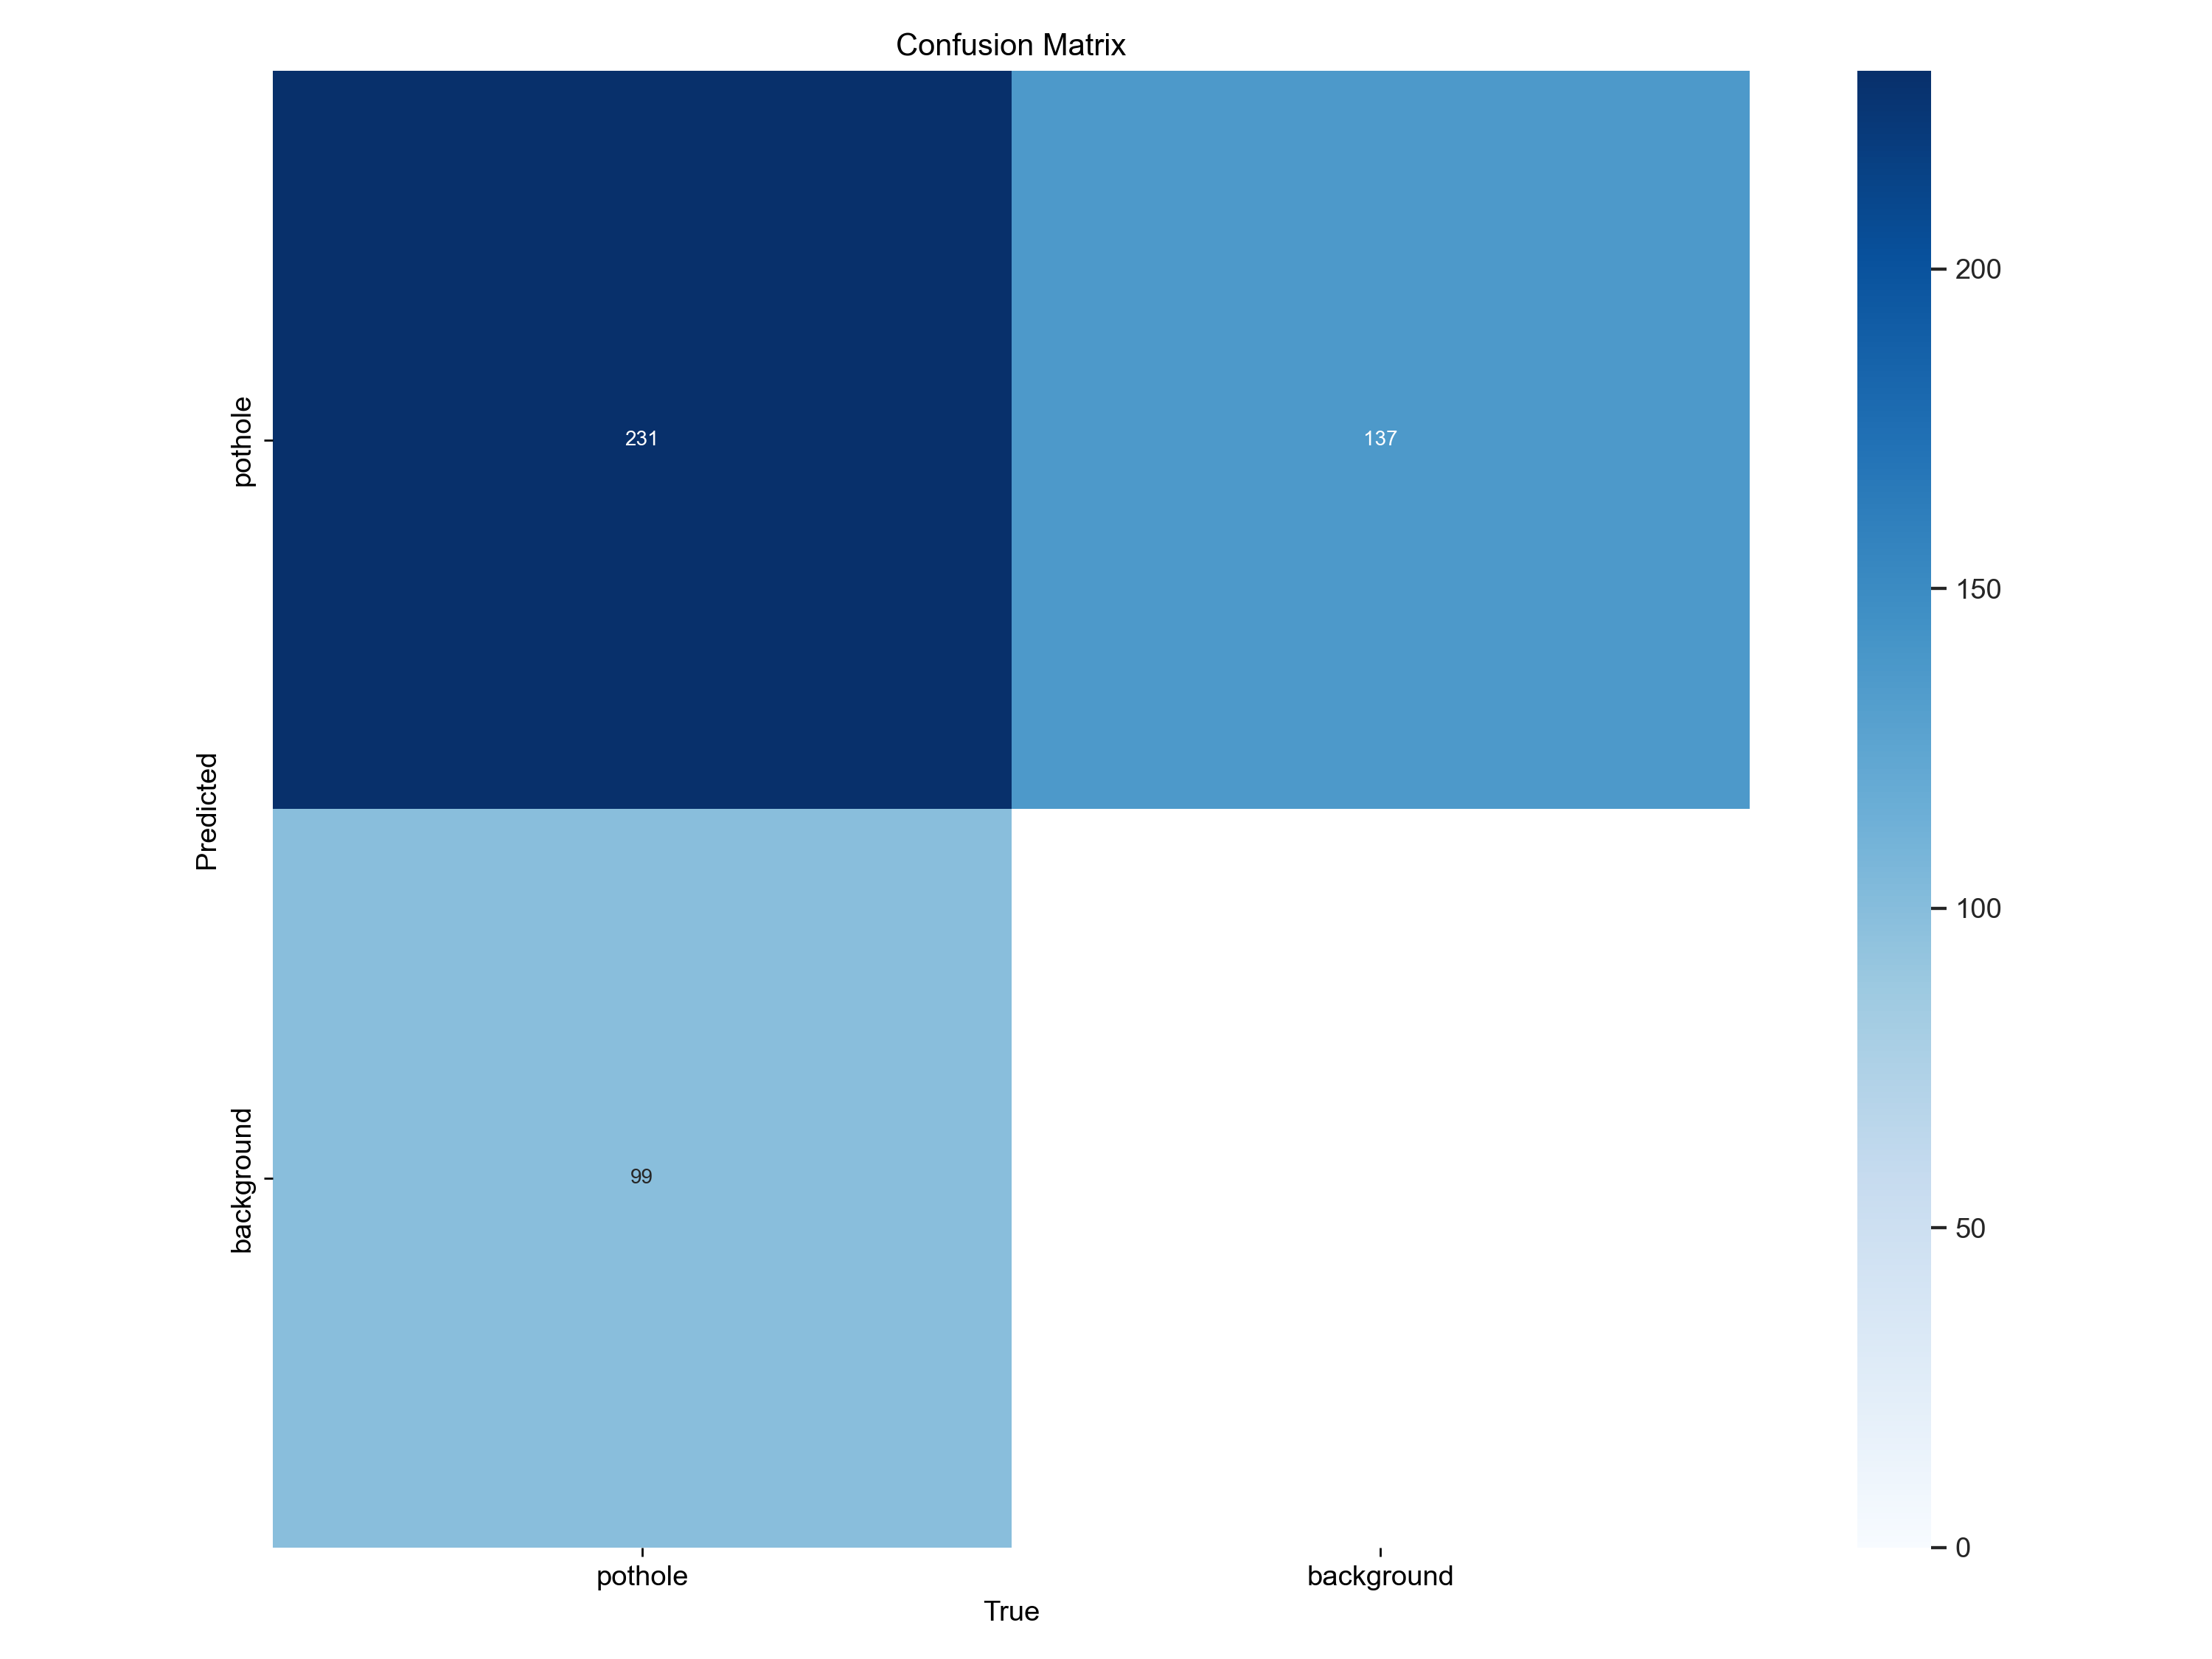 Confusion Matrix
pothole
231
137
Predicted
background
99
pothole
background
True
200
150
100
50
0